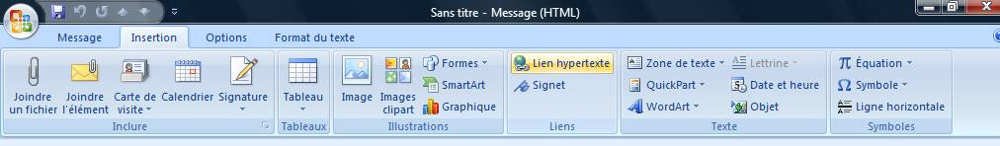 Sans titre - Message (HTML)
Message Insertion Options Format du texte
Joindre un fichier
Joindre l'élément
Carte de visite
Calendrier
Signature
Inclure
Tableau
Tableaux
Image
Images clipart
Formes
SmartArt
Graphique
Illustrations
Lien hypertexte
Signet
Liens
Zone de texte
QuickPart
WordArt
Lettrine
Date et heure
Objet
Texte
Équation
Symbole
Ligne horizontale
Symboles